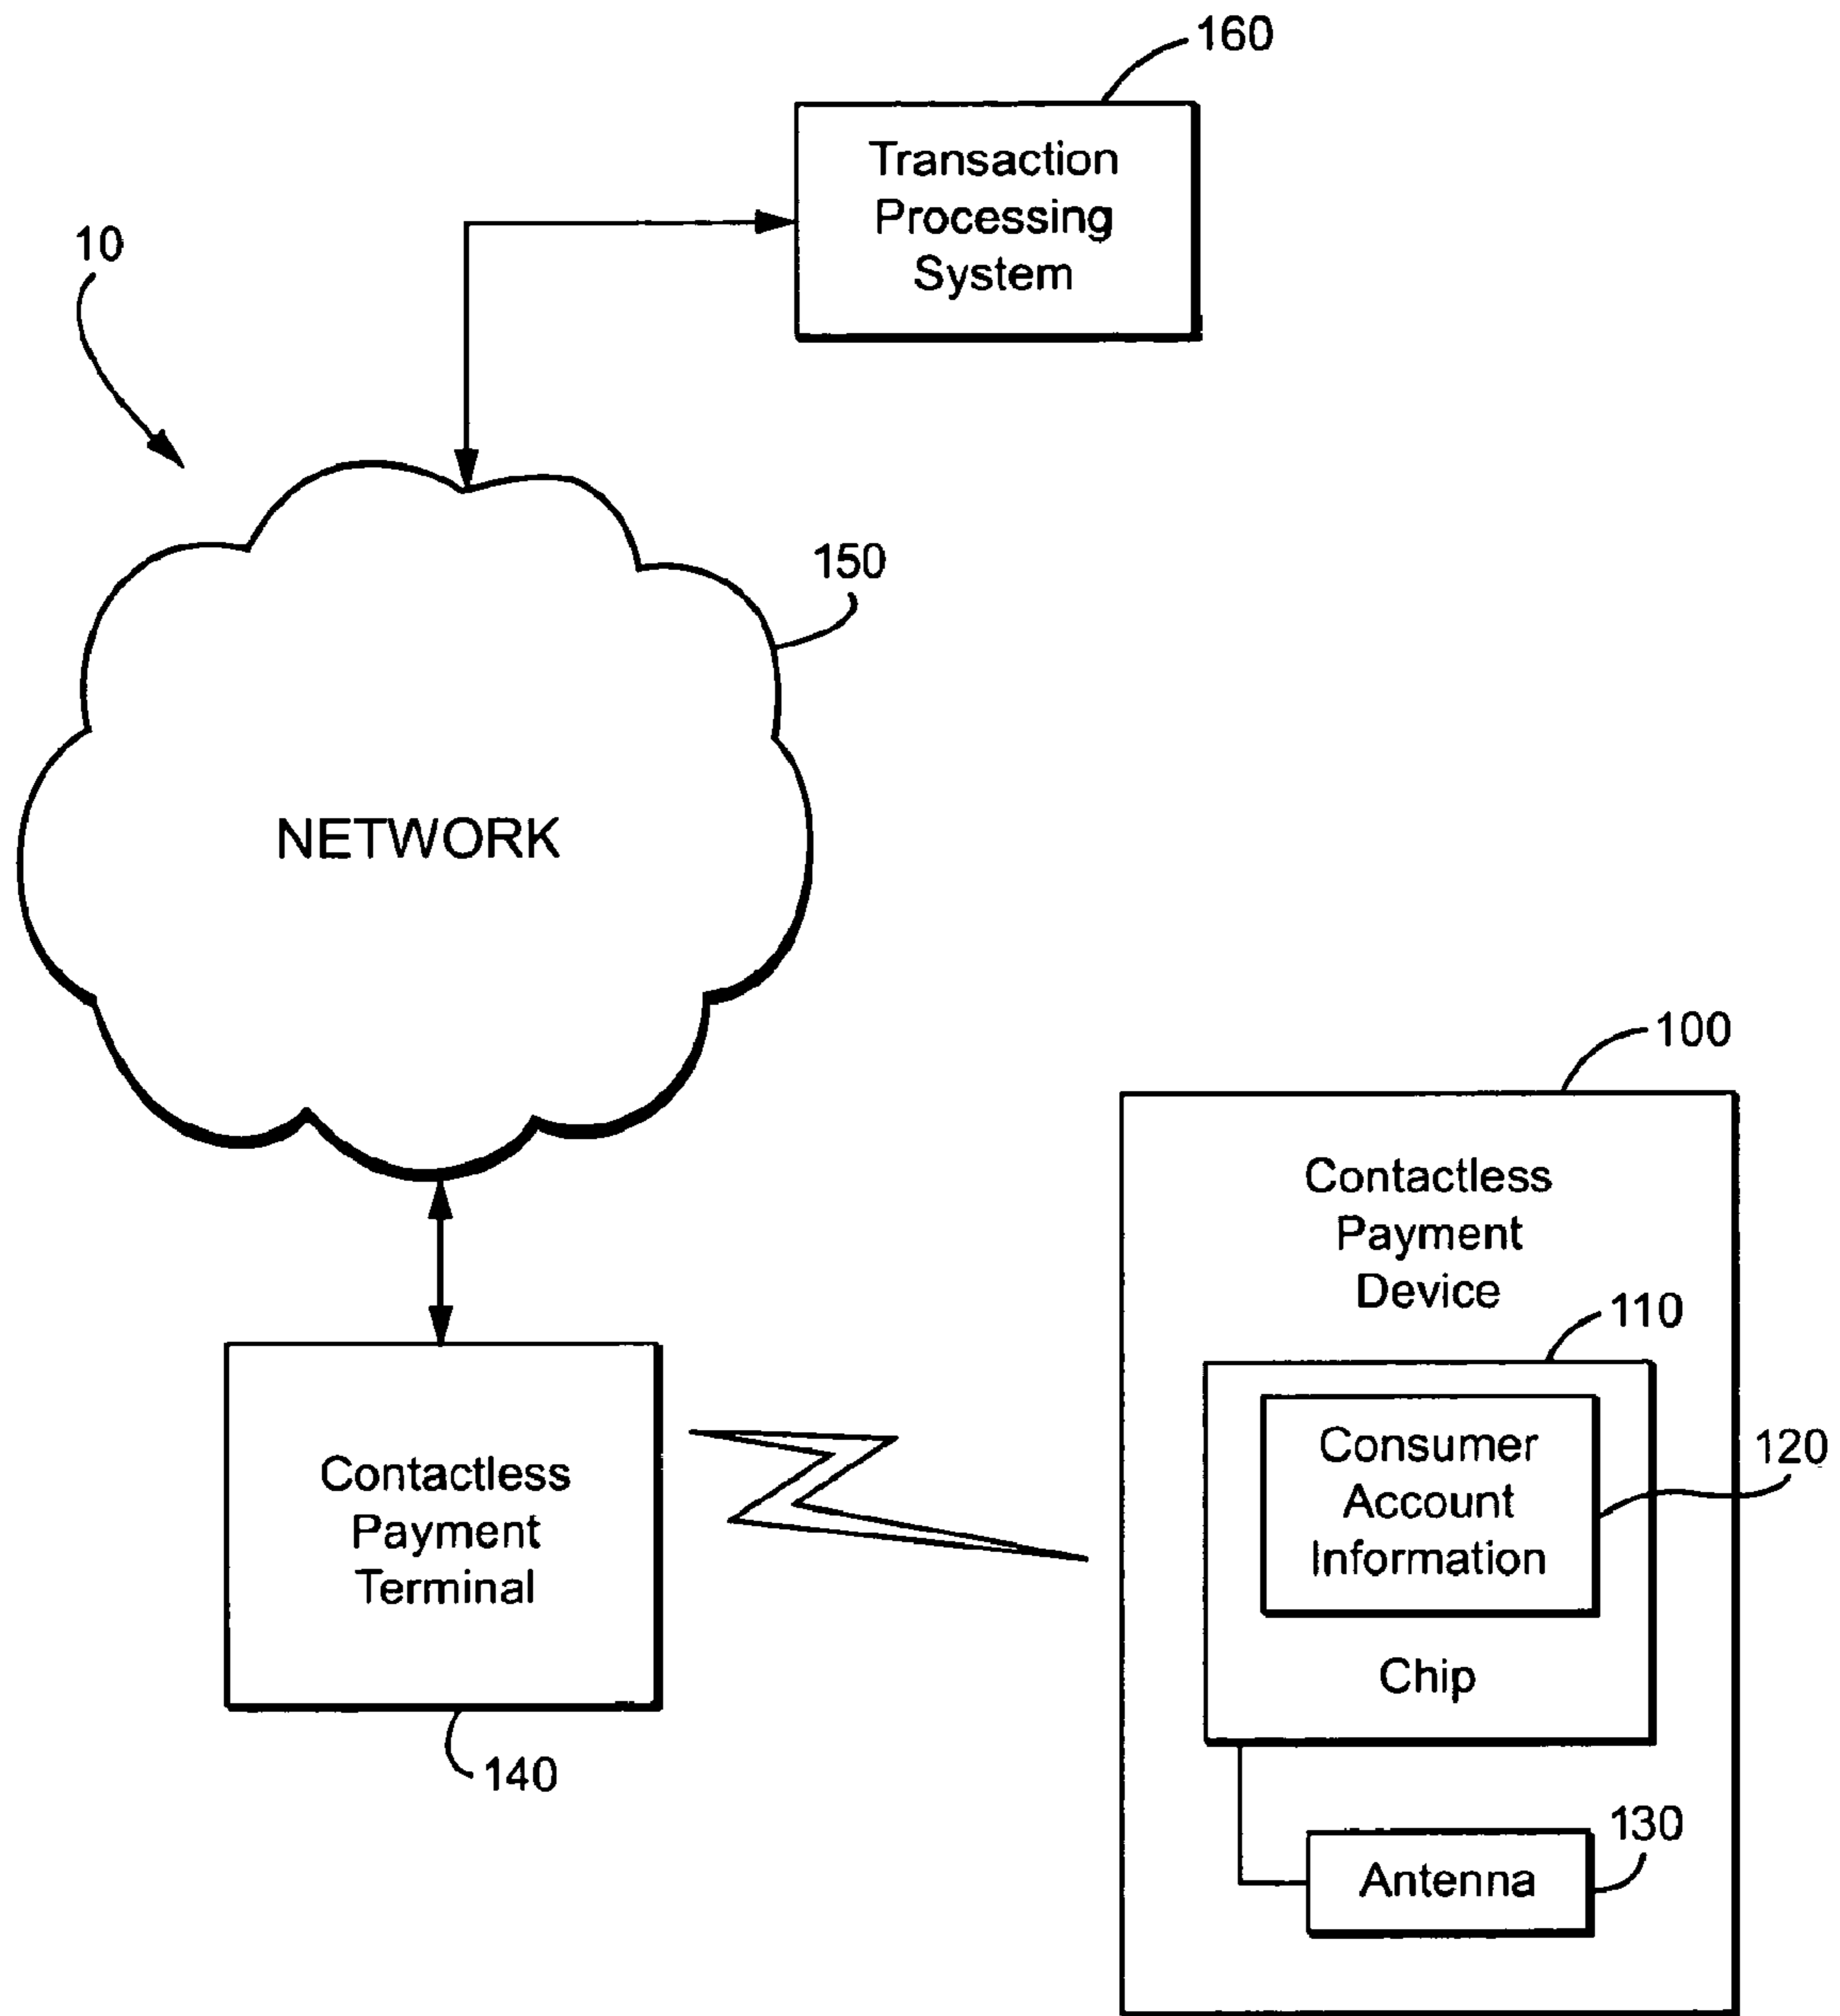 160
Transaction
Processing
System
10
150
NETWORK
100
Contactless
Payment
Device
110
Consumer
Account
Information
120
Chip
Contactless
Payment
Terminal
140
130
Antenna